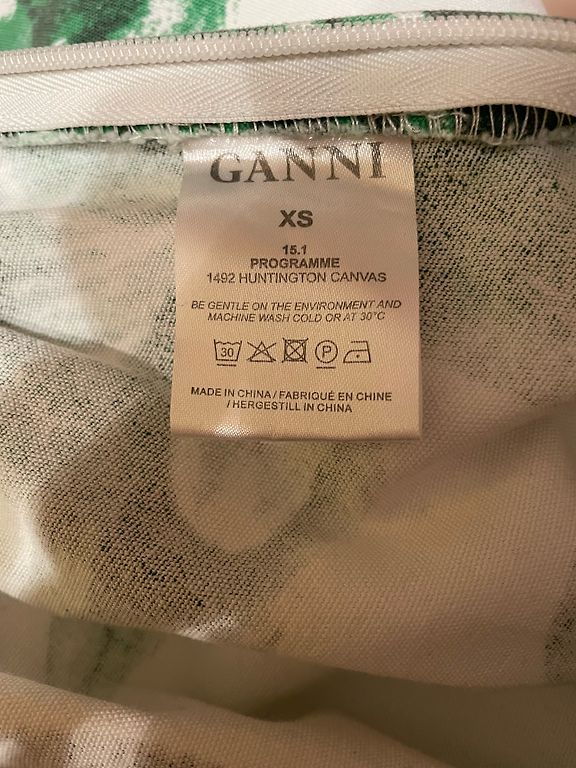 GANNI
XS
15.1
PROGRAMME
1492 HUNTINGTON CANVAS
BE GENTLE ON THE ENVIRONMENT AND
MACHINE WASH COLD OR AT 30°C
30 P
MADE IN CHINA / FABRIQUÉ EN CHINE
/ HERGESTILL IN CHINA